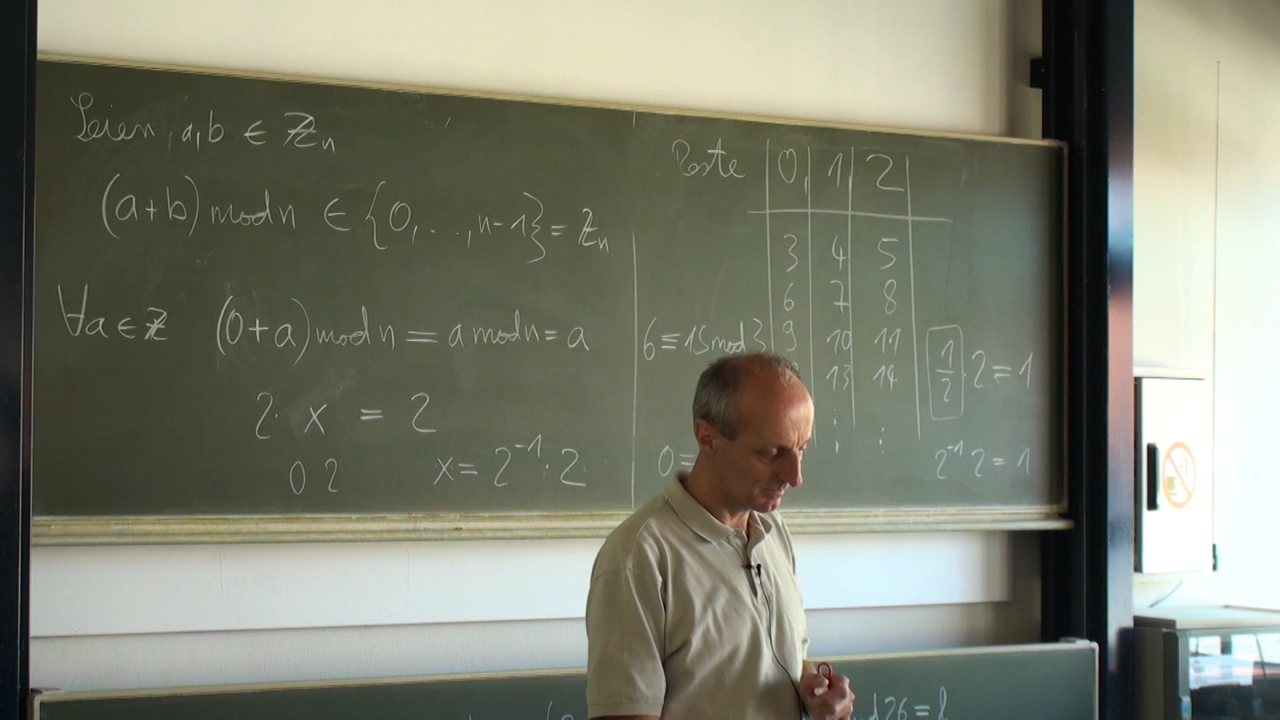 Seien a,b ∈ ℤₙ
(a+b) mod n ∈ {0,...,n-1} = ℤₙ
∀a∈ℤ (0+a) mod n = a mod n = a
2· x = 2
0 2 x = 2⁻¹·2
Reste 0, 1 2
3 4 5
6 7 8
6 ≡ 15 mod 3 9 10 11
13 14
⋮ ⋮
0=
1/2 · 2 = 1
2⁻¹·2 = 1
d26 = l